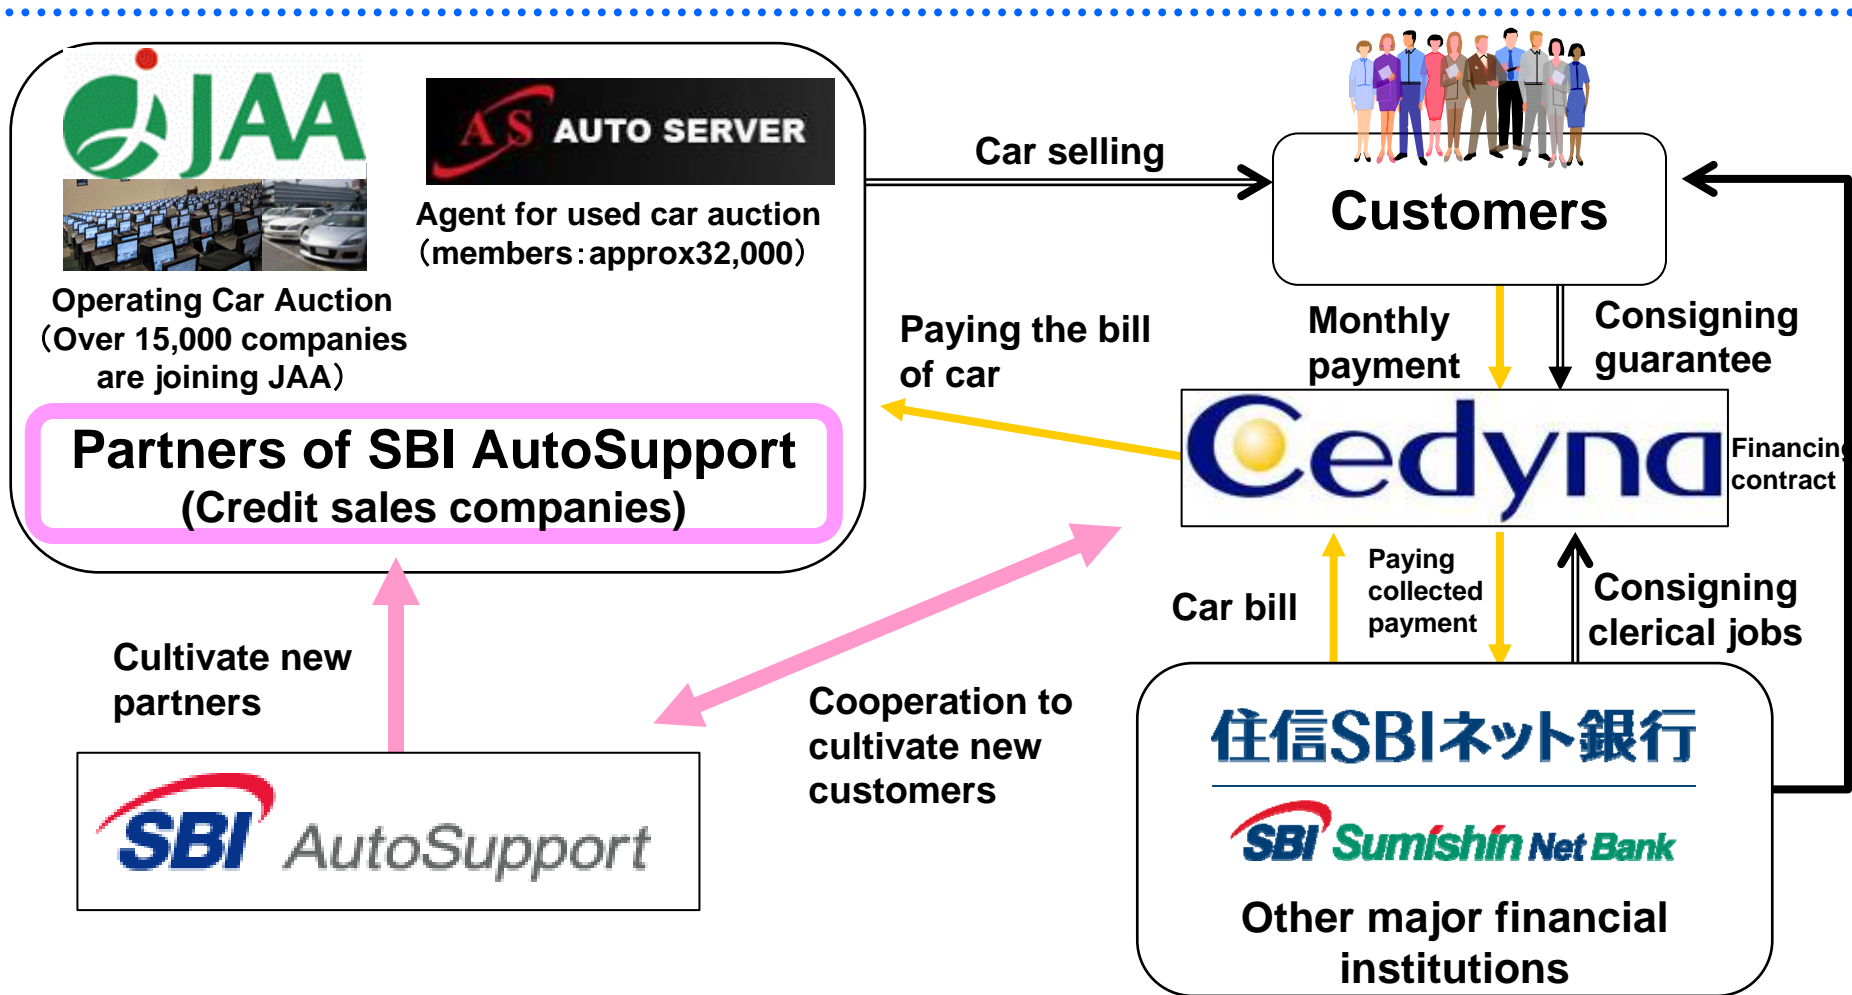 JAA
AS AUTO SERVER
Agent for used car auction
（members：approx32,000）
Operating Car Auction
（Over 15,000 companies
are joining JAA）
Partners of SBI AutoSupport
(Credit sales companies)
Car selling
Customers
Paying the bill
of car
Monthly
payment
Consigning
guarantee
Cedyna
Financing
contract
Car bill
Paying
collected
payment
Consigning
clerical jobs
Cultivate new
partners
Cooperation to
cultivate new
customers
SBI AutoSupport
住信SBIネット銀行
SBI Sumishin Net Bank
Other major financial
institutions